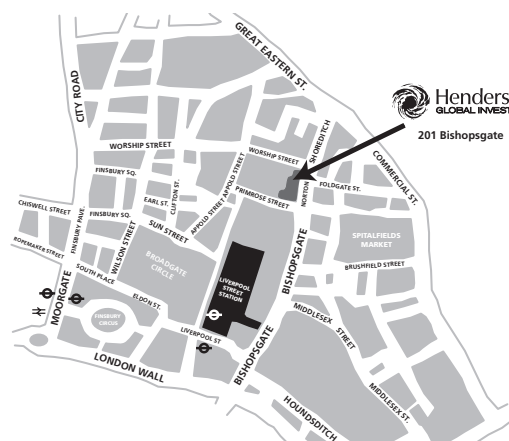 GREAT EASTERN ST.
CITY ROAD
Henders
GLOBAL INVEST
201 Bishopsgate
SHOREDITCH
WORSHIP STREET
WORSHIP STREET
COMMERCIAL ST.
FINSBURY SQ.
APPOLD STREET
FOLDGATE ST.
CLIFTON ST.
PRIMROSE STREET
NORTON
EARL ST.
CHISWELL STREET
FINSBURY SQ.
APPOLD STREET
FINSBURY PAVE.
SUN STREET
WILSON STREET
SPITALFIELDS
MARKET
ROPEMAKER STREET
BROADGATE
CIRCLE
BISHOPSGATE
BRUSHFIELD STREET
SOUTH PLACE
LIVERPOOL
STREET
STATION
ELDON ST.
MOORGATE
FINSBURY
CIRCUS
MIDDLESEX STREET
LIVERPOOL ST
BISHOPSGATE
LONDON WALL
MIDDLESEX ST.
HOUNDSDITCH